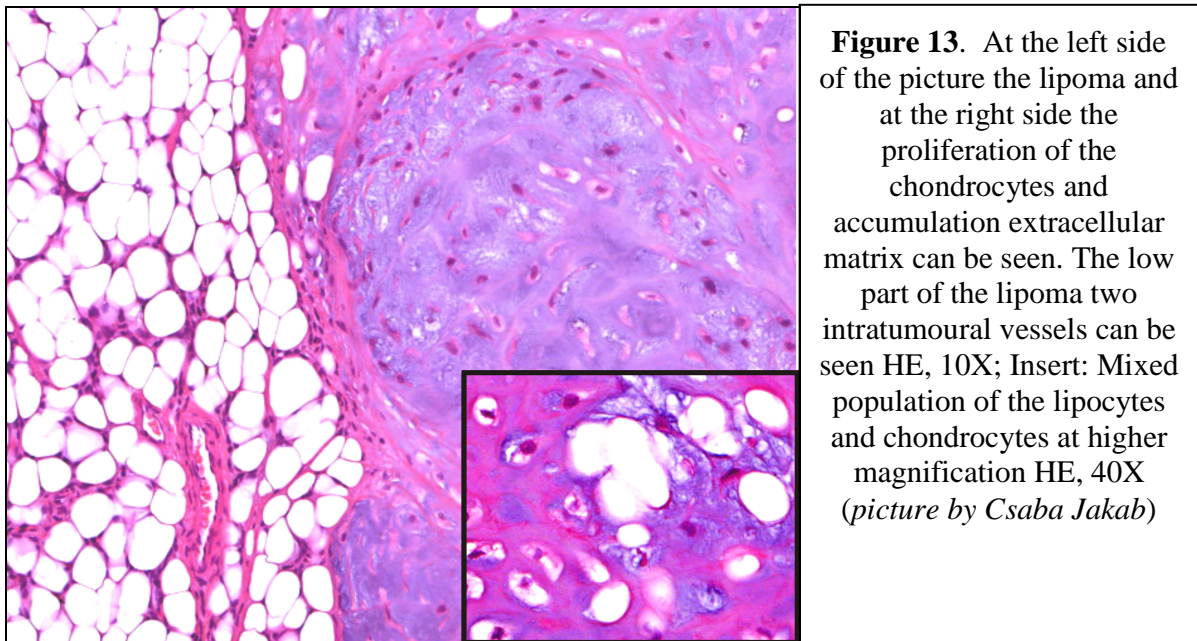 Figure 13. At the left side
of the picture the lipoma and
at the right side the
proliferation of the
chondrocytes and
accumulation extracellular
matrix can be seen. The low
part of the lipoma two
intratumoural vessels can be
seen HE, 10X; Insert: Mixed
population of the lipocytes
and chondrocytes at higher
magnification HE, 40X
(picture by Csaba Jakab)